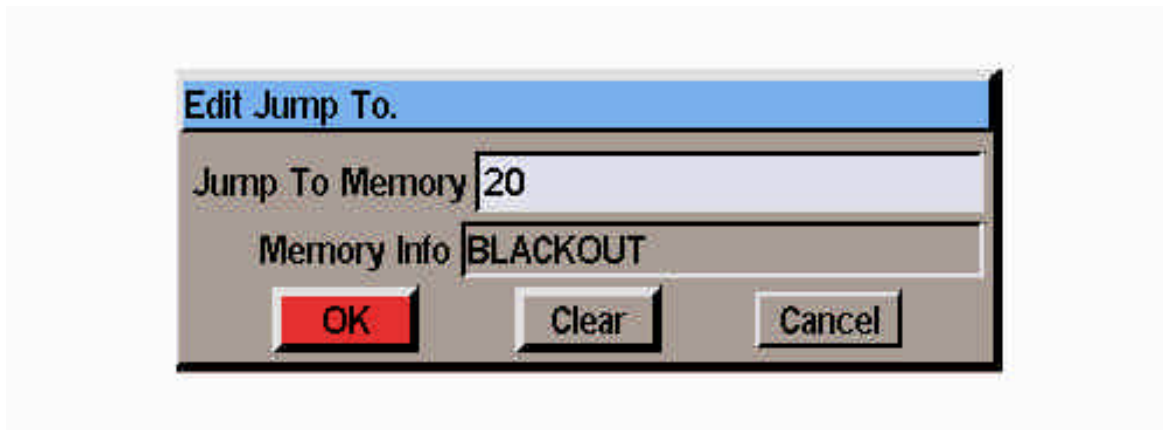 Edit Jump To.
Jump To Memory 20
Memory Info BLACKOUT
OK Clear Cancel